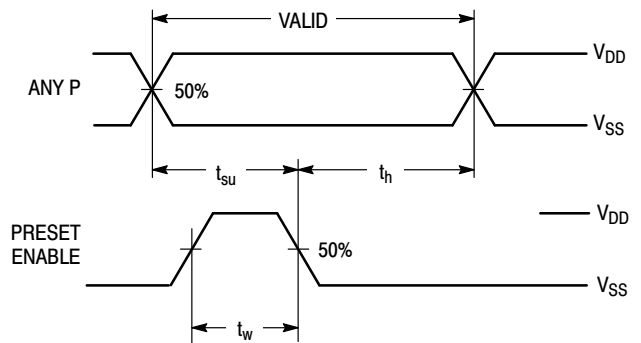 VALID
ANY P
50%
V_DD
V_SS
t_su
t_h
PRESET
ENABLE
50%
V_DD
V_SS
t_w